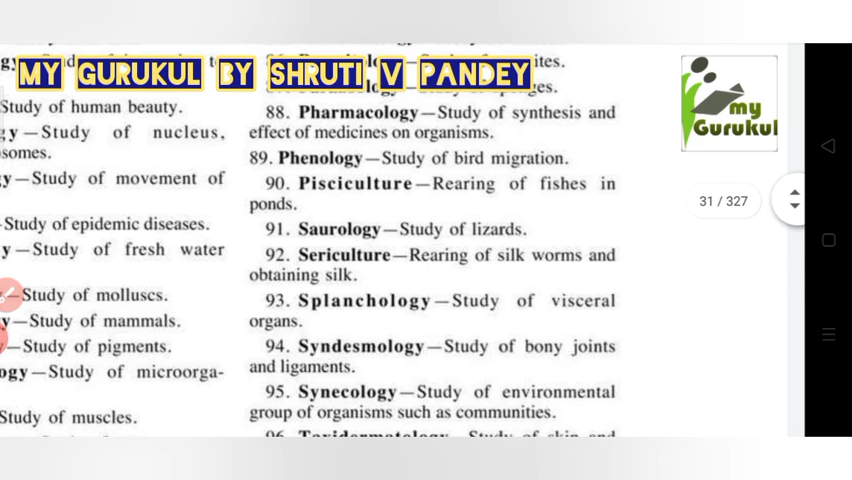 MY GURUKUL BY SHRUTI V PANDEY
Study of human beauty.
gy—Study of nucleus,
somes.
gy—Study of movement of
-Study of epidemic diseases.
y—Study of fresh water
—Study of molluscs.
y—Study of mammals.
—Study of pigments.
ogy—Study of microorga-
Study of muscles.
88. Pharmacology—Study of synthesis and
effect of medicines on organisms.
89. Phenology—Study of bird migration.
90. Pisciculture—Rearing of fishes in
ponds.
91. Saurology—Study of lizards.
92. Sericulture—Rearing of silk worms and
obtaining silk.
93. Splanchology—Study of visceral
organs.
94. Syndesmology—Study of bony joints
and ligaments.
95. Synecology—Study of environmental
group of organisms such as communities.
my
Gurukul
31 / 327